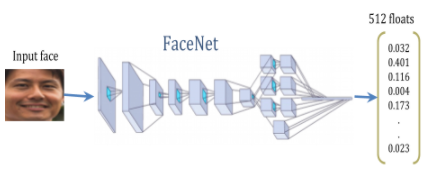 512 floats
FaceNet
Input face
0.032
0.401
0.116
0.004
0.173
.
.
0.023